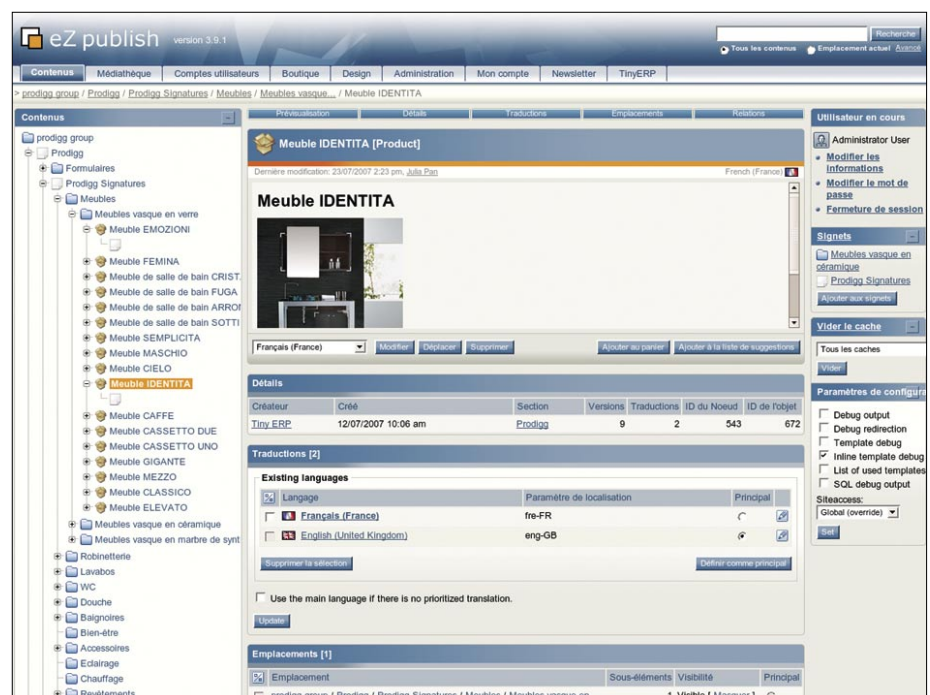 eZ publish version 3.9.1
Recherche
Tous les contenus Emplacement actuel Avancé
Contenus Médiathèque Comptes utilisateurs Boutique Design Administration Mon compte Newsletter TinyERP
> prodigg group / Prodigg / Prodigg Signatures / Meubles / Meubles vasque... / Meuble IDENTITA
Contenus
prodigg group
Prodigg
Formulaires
Prodigg Signatures
Meubles
Meubles vasque en verre
Meuble EMOZIONI
Meuble FEMINA
Meuble de salle de bain CRIST.
Meuble de salle de bain FUGA
Meuble de salle de bain ARRO
Meuble de salle de bain SOTTI
Meuble SEMPLICITA
Meuble MASCHIO
Meuble CIELO
Meuble IDENTITA
Meuble CAFFE
Meuble CASSETTO DUE
Meuble CASSETTO UNO
Meuble GIGANTE
Meuble MEZZO
Meuble CLASSICO
Meuble ELEVATO
Meubles vasque en céramique
Meubles vasque en marbre de synt
Robinetterie
Lavabos
WC
Douche
Baignoires
Bien-être
Accessoires
Eclairage
Chauffage
Revêtements
Prévisualisation Détails Traductions Emplacements Relations
Meuble IDENTITA [Product]
Dernière modification: 23/07/2007 2:23 pm, Julia Pan French (France)
Meuble IDENTITA
Français (France) Modifier Déplacer Supprimer Ajouter au panier Ajouter à la liste de suggestions
Détails
Créateur Créé Section Versions Traductions ID du Noeud ID de l'objet
Tiny ERP 12/07/2007 10:06 am Prodigg 9 2 543 672
Traductions [2]
Existing languages
Langage Paramètre de localisation Principal
Français (France) fre-FR
English (United Kingdom) eng-GB
Supprimer la sélection Définir comme principal
Use the main language if there is no prioritized translation.
Update
Emplacements [1]
Emplacement Sous-éléments Visibilité Principal
prodigg group / Prodigg / Prodigg Signatures / Meubles / Meubles vasque en 1 Visible [ Masquer ]
Utilisateur en cours
Administrator User
Modifier les
informations
Modifier le mot de
passe
Fermeture de session
Signets
Meubles vasque en
céramique
Prodigg Signatures
Ajouter aux signets
Vider le cache
Tous les caches
Vider
Paramètres de configura
Debug output
Debug redirection
Template debug
Inline template debug
List of used templates
SQL debug output
Siteaccess:
Global (override)
Set